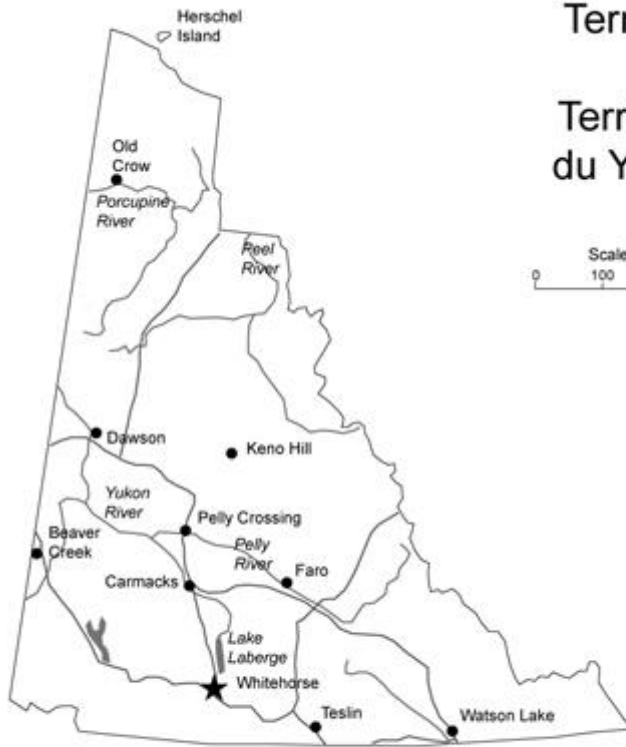 Herschel
Island
Old
Crow
Porcupine
River
Peel
River
Scale
0 100
Dawson
Keno Hill
Yukon
River
Pelly Crossing
Beaver
Creek
Pelly
River
Faro
Carmacks
Lake
Laberge
Whitehorse
Teslin
Watson Lake